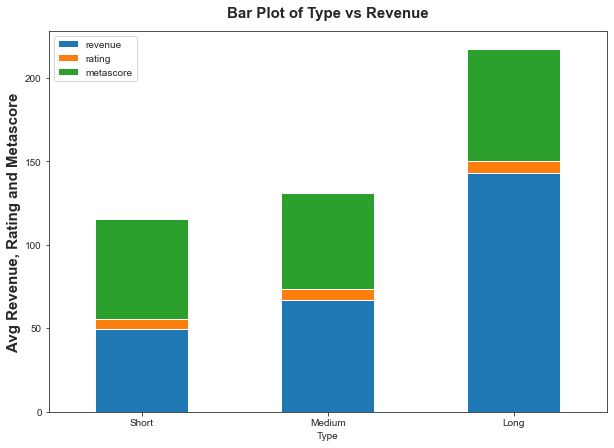 Bar Plot of Type vs Revenue
revenue
rating
metascore
Avg Revenue, Rating and Metascore
200
150
100
50
0
Short Medium Long
Type